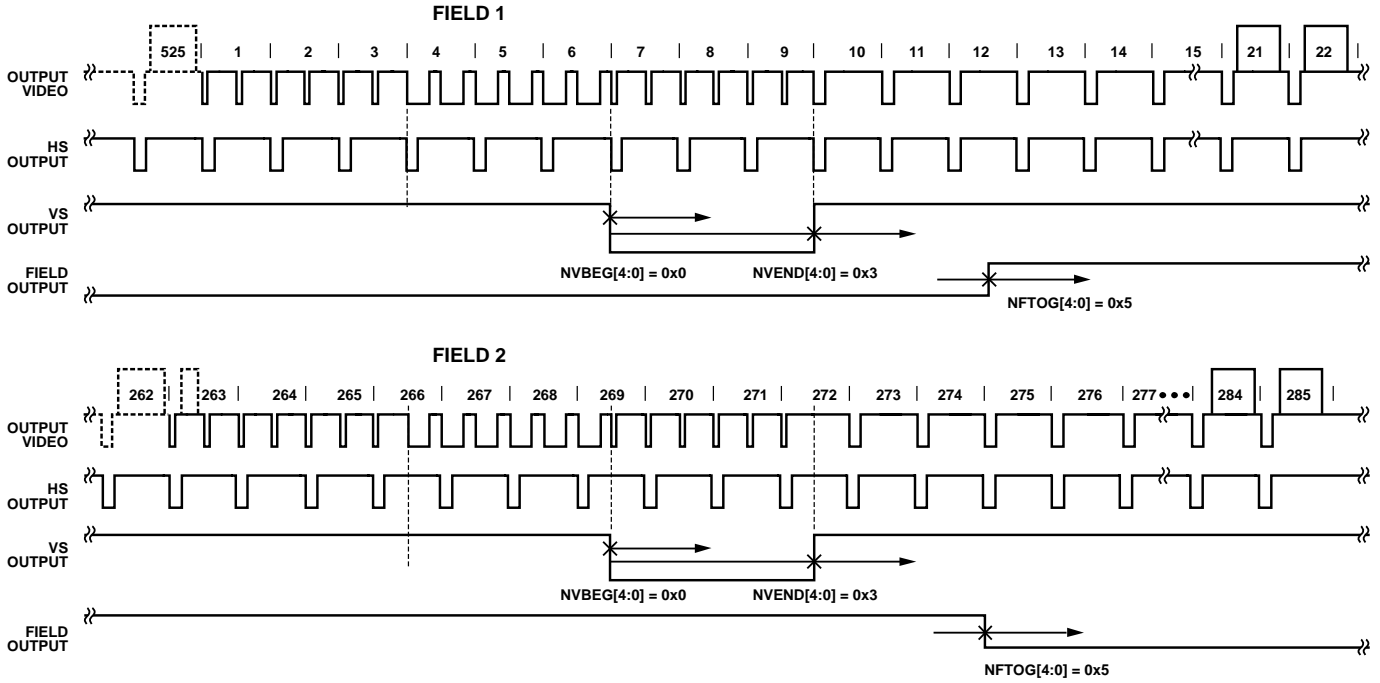 FIELD 1
525 1 2 3 4 5 6 7 8 9 10 11 12 13 14 15 21 22
OUTPUT
VIDEO
HS
OUTPUT
VS
OUTPUT
NVBEG[4:0] = 0x0 NVEND[4:0] = 0x3
FIELD
OUTPUT
NFTOG[4:0] = 0x5
FIELD 2
262 263 264 265 266 267 268 269 270 271 272 273 274 275 276 277 ••• 284 285
OUTPUT
VIDEO
HS
OUTPUT
VS
OUTPUT
NVBEG[4:0] = 0x0 NVEND[4:0] = 0x3
FIELD
OUTPUT
NFTOG[4:0] = 0x5